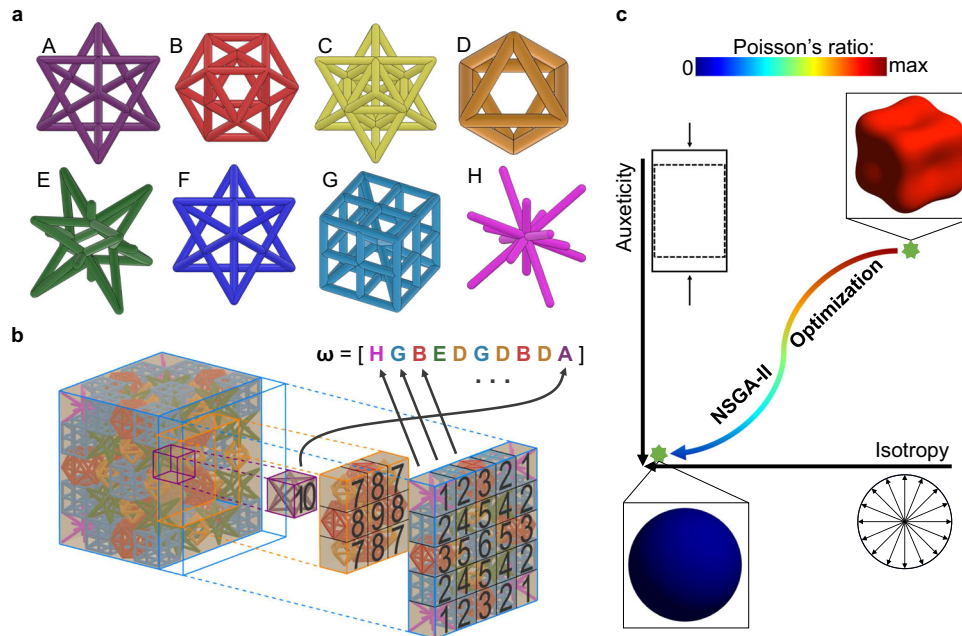 a
A
B
C
D
E
F
G
H
b
ω = [ H G B E D G D B D A ]
. . .
10
7 8 7
8 9 8
7 8 7
1 2 3 2 1
2 4 5 4 2
3 5 6 5 3
2 4 5 4 2
1 2 3 2 1
c
Poisson’s ratio:
0 max
Auxeticity
Optimization
NSGA-II
Isotropy